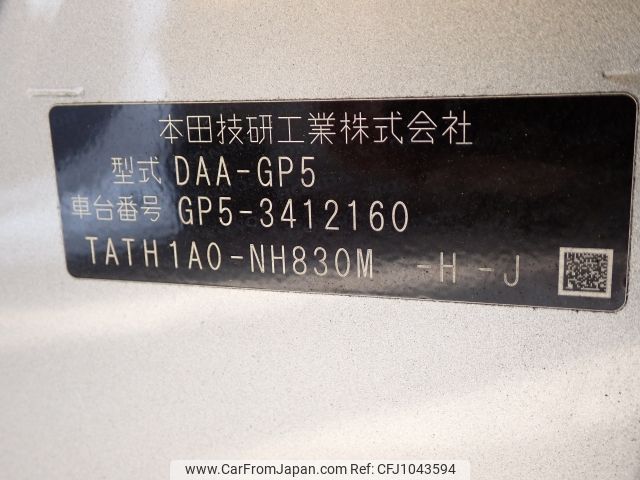 本田技研工業株式会社
型式 DAA-GP5
車台番号 GP5-3412160
TATH1A0-NH830M -H -J
www.CarFromJapan.com - REF CFJ1043594